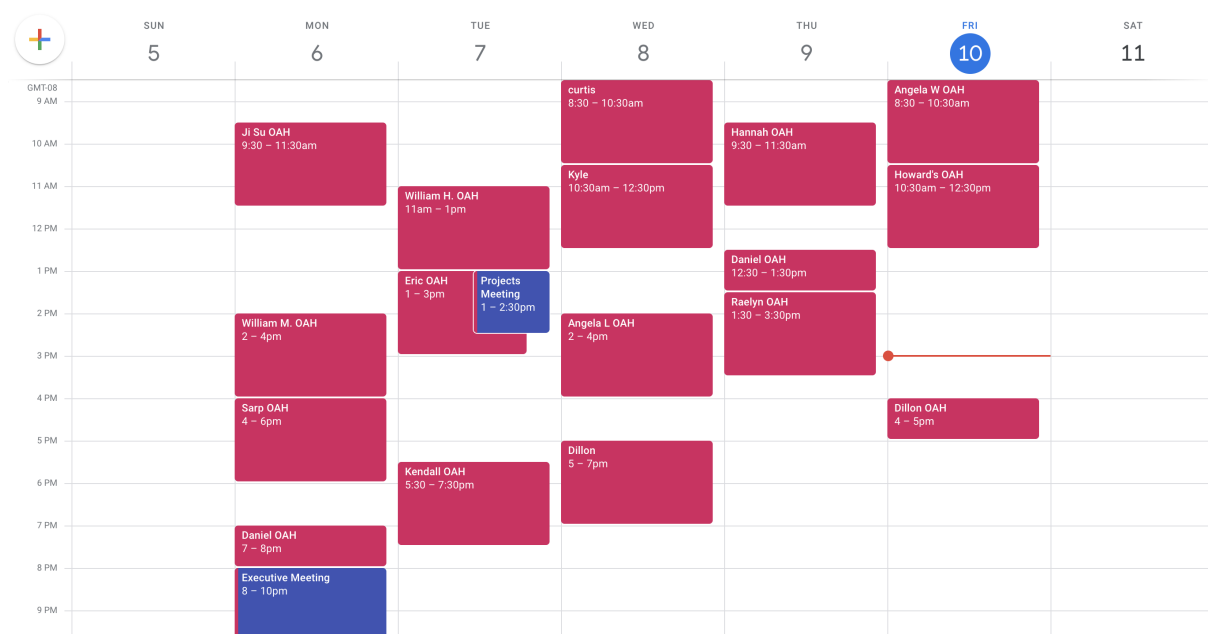 SUN
5
MON
6
TUE
7
WED
8
THU
9
FRI
10
SAT
11
GMT-08
9 AM
10 AM
11 AM
12 PM
1 PM
2 PM
3 PM
4 PM
5 PM
6 PM
7 PM
8 PM
9 PM
Ji Su OAH
9:30 – 11:30am
William M. OAH
2 – 4pm
Sarp OAH
4 – 6pm
Daniel OAH
7 – 8pm
Executive Meeting
8 – 10pm
William H. OAH
11am – 1pm
Eric OAH
1 – 3pm
Projects
Meeting
1 – 2:30pm
Kendall OAH
5:30 – 7:30pm
curtis
8:30 – 10:30am
Kyle
10:30am – 12:30pm
Angela L OAH
2 – 4pm
Dillon
5 – 7pm
Hannah OAH
9:30 – 11:30am
Daniel OAH
12:30 – 1:30pm
Raelyn OAH
1:30 – 3:30pm
Angela W OAH
8:30 – 10:30am
Howard's OAH
10:30am – 12:30pm
Dillon OAH
4 – 5pm